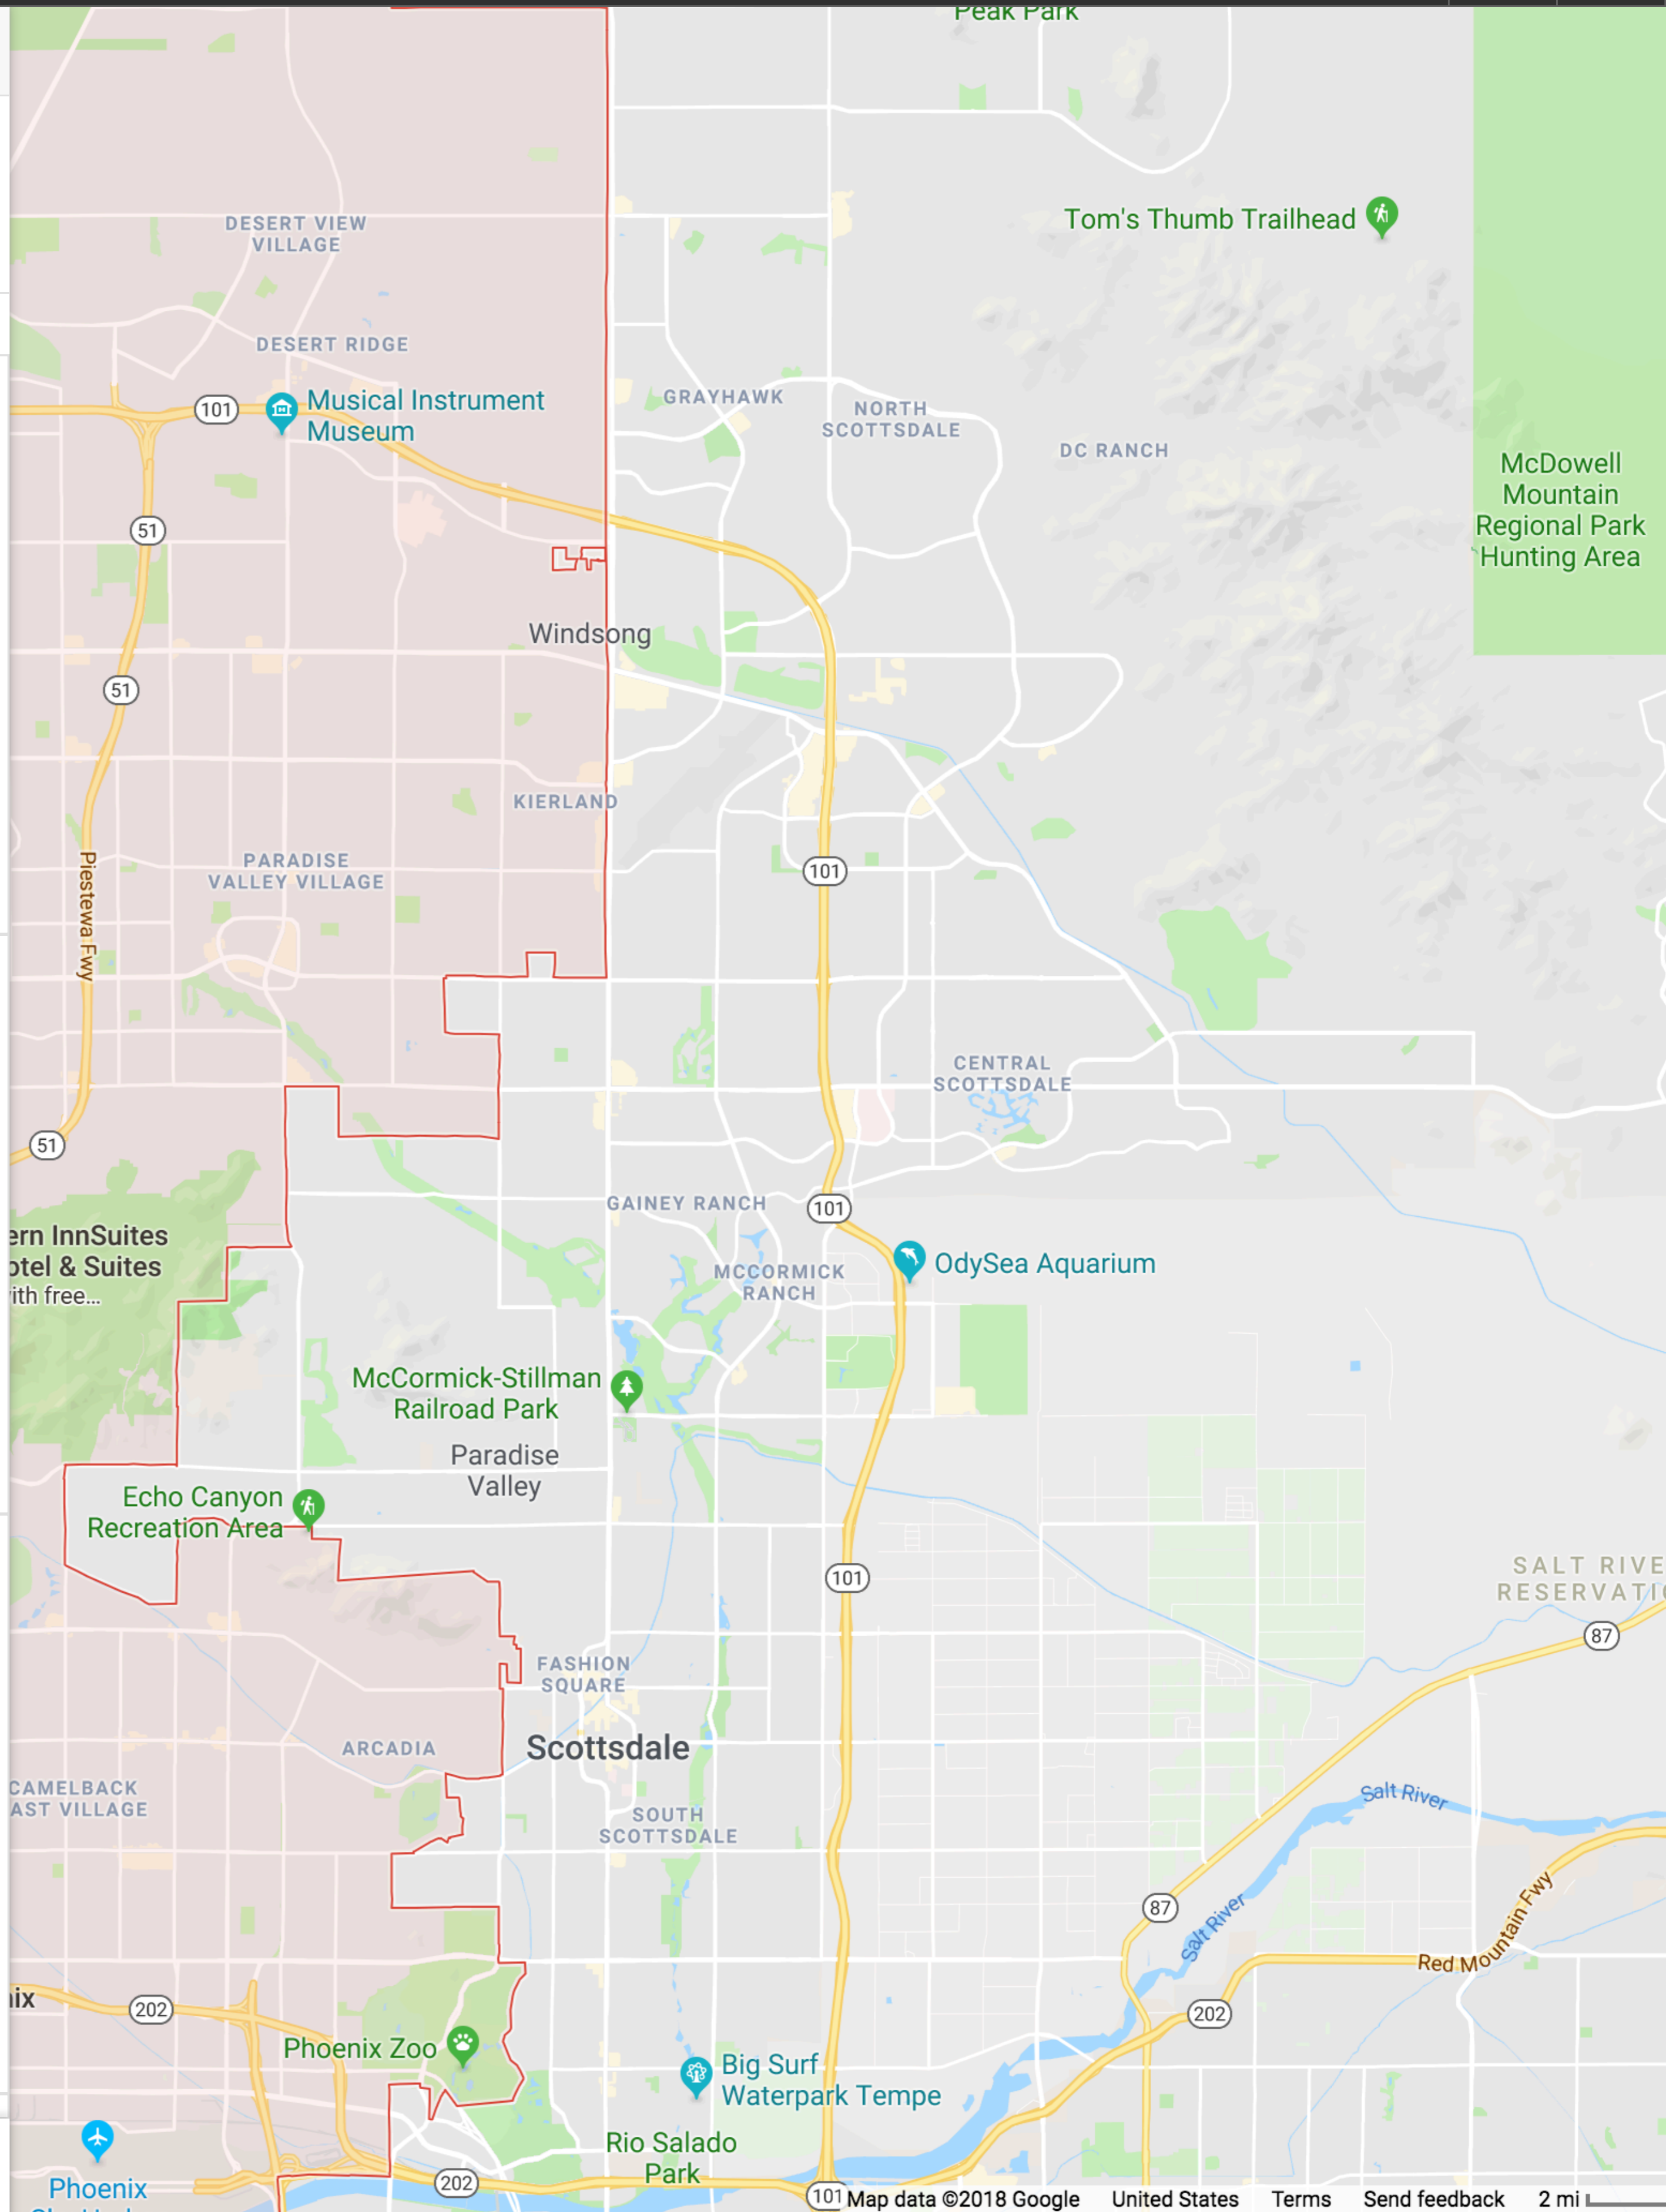 Peak Park
Tom's Thumb Trailhead
DESERT VIEW
VILLAGE
DESERT RIDGE
101
Musical Instrument
Museum
GRAYHAWK
NORTH
SCOTTSDALE
DC RANCH
McDowell
Mountain
Regional Park
Hunting Area
51
Windsong
51
KIERLAND
PARADISE
VALLEY VILLAGE
Piestewa Fwy
101
CENTRAL
SCOTTSDALE
51
GAINEY RANCH
101
ern InnSuites
otel & Suites
ith free...
MCCORMICK
RANCH
OdySea Aquarium
McCormick-Stillman
Railroad Park
Paradise
Valley
Echo Canyon
Recreation Area
101
SALT RIVE
RESERVATI
87
FASHION
SQUARE
Scottsdale
ARCADIA
CAMELBACK
AST VILLAGE
SOUTH
SCOTTSDALE
Salt River
87
Salt River
Red Mountain Fwy
ix
202
202
Phoenix Zoo
Big Surf
Waterpark Tempe
Rio Salado
Park
Phoenix
202
101
Map data ©2018 Google United States Terms Send feedback 2 mi